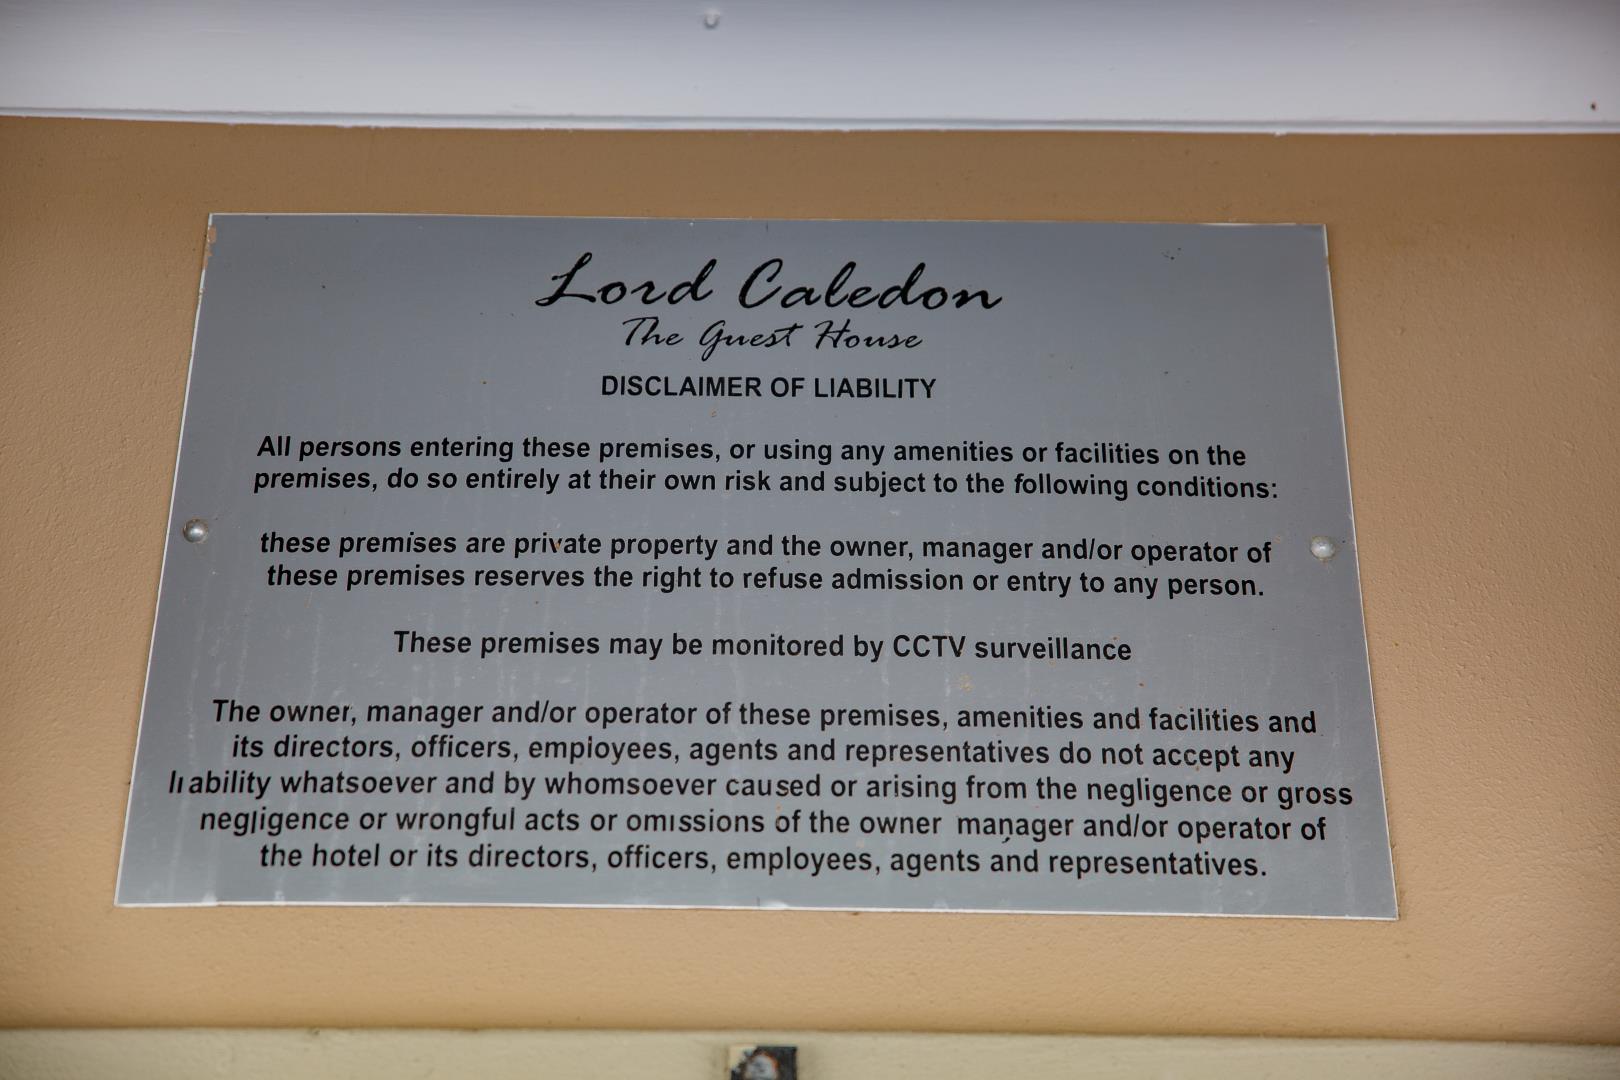 Lord Caledon
The Guest House
DISCLAIMER OF LIABILITY
All persons entering these premises, or using any amenities or facilities on the
premises, do so entirely at their own risk and subject to the following conditions:
these premises are private property and the owner, manager and/or operator of
these premises reserves the right to refuse admission or entry to any person.
These premises may be monitored by CCTV surveillance
The owner, manager and/or operator of these premises, amenities and facilities and
its directors, officers, employees, agents and representatives do not accept any
liability whatsoever and by whomsoever caused or arising from the negligence or gross
negligence or wrongful acts or omissions of the owner manager and/or operator of
the hotel or its directors, officers, employees, agents and representatives.